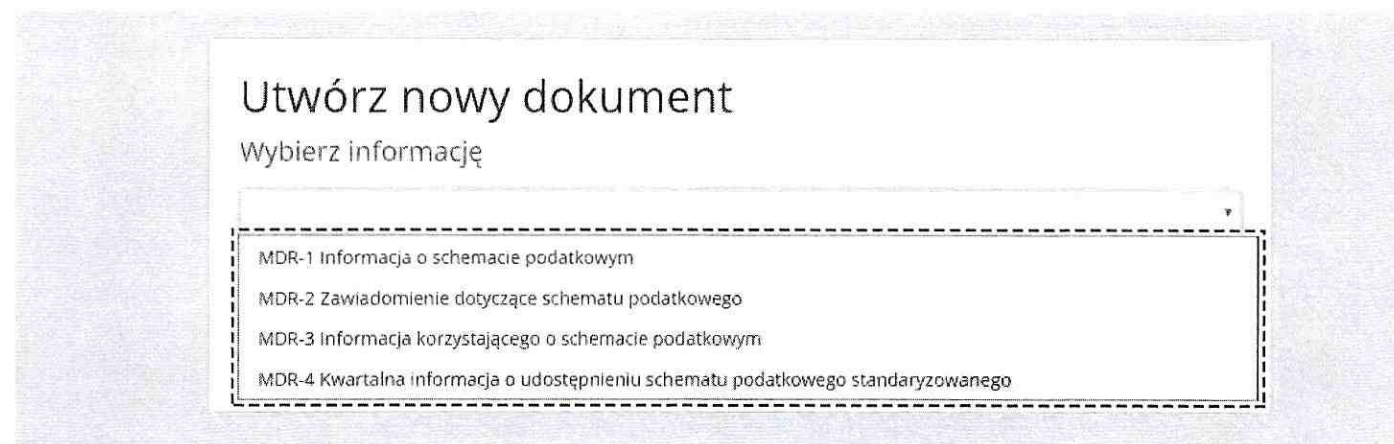 Utwórz nowy dokument
Wybierz informację
MDR-1 Informacja o schemacie podatkowym
MDR-2 Zawiadomienie dotyczące schematu podatkowego
MDR-3 Informacja korzystającego o schemacie podatkowym
MDR-4 Kwartalna informacja o udostępnieniu schematu podatkowego standaryzowanego